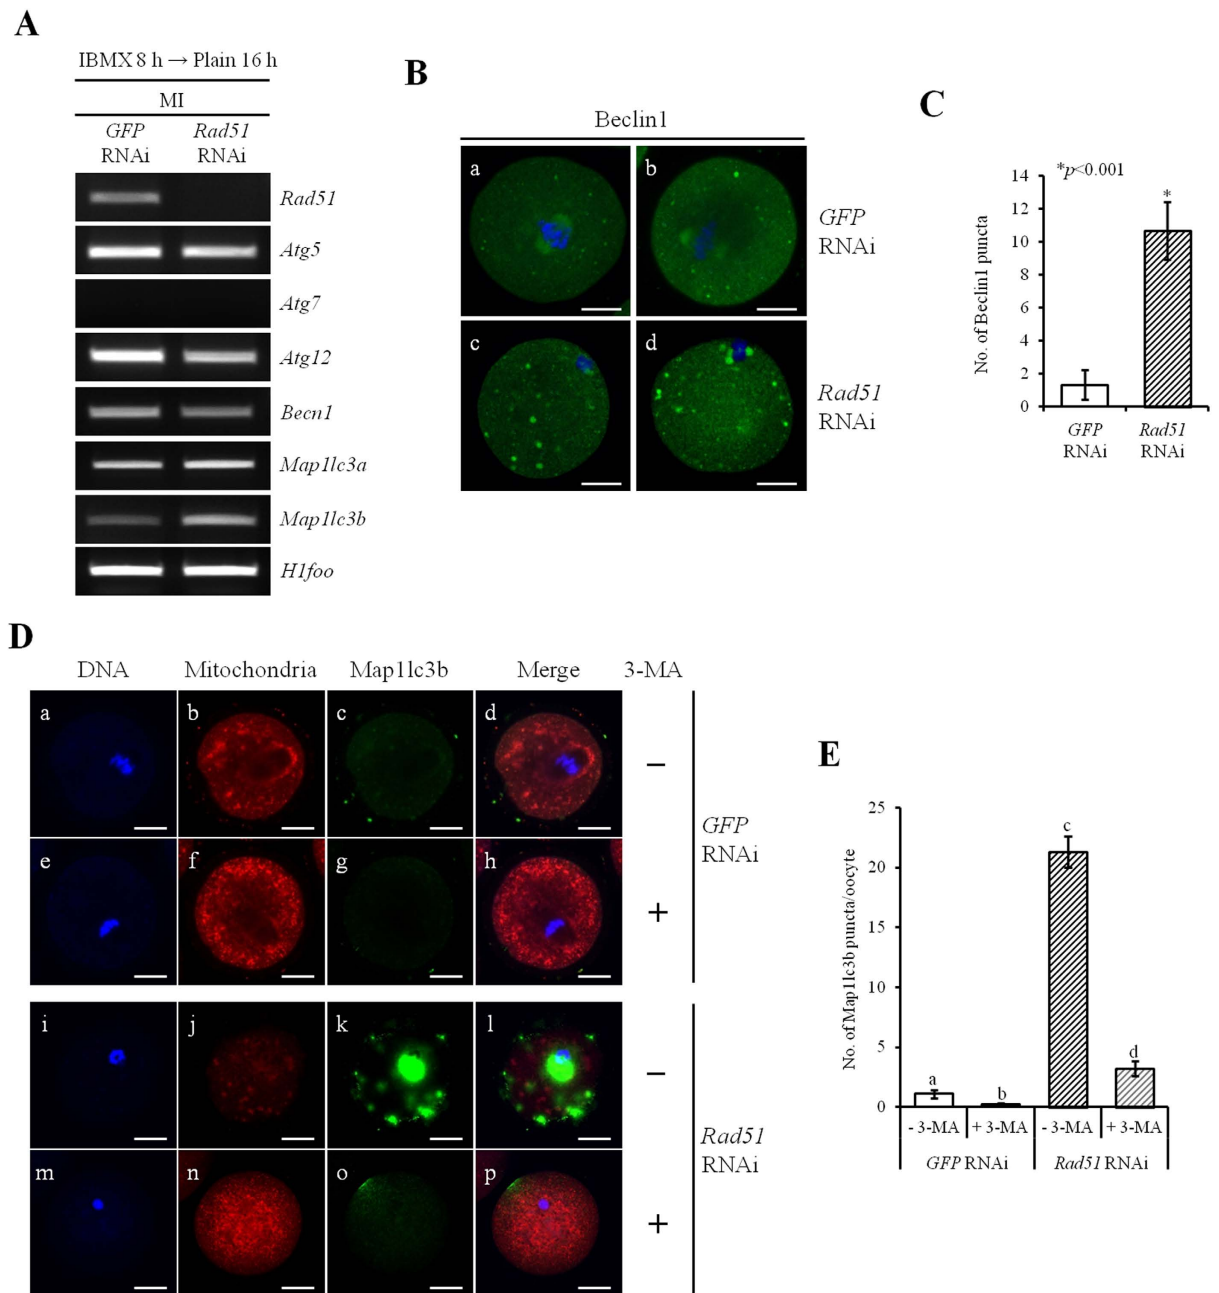 A
IBMX 8 h → Plain 16 h
MI
GFP RNAi
Rad51 RNAi
Rad51
Atg5
Atg7
Atg12
Becn1
Map1lc3a
Map1lc3b
H1foo
B
Beclin1
a
b
GFP
RNAi
c
d
Rad51
RNAi
C
*p<0.001
No. of Beclin1 puncta
14
12
10
8
6
4
2
0
*
GFP RNAi
Rad51 RNAi
D
DNA Mitochondria Map1lc3b Merge 3-MA
a b c d −
e f g h +
GFP
RNAi
i j k l −
m n o p +
Rad51
RNAi
E
No. of Map1lc3b puncta/oocyte
25
20
15
10
5
0
a
b
c
d
- 3-MA + 3-MA - 3-MA + 3-MA
GFP RNAi Rad51 RNAi